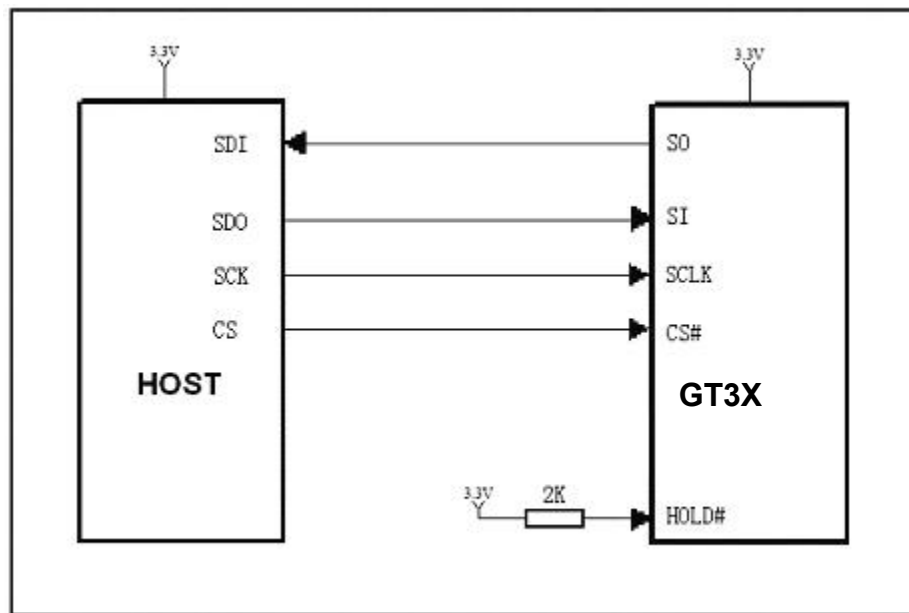 3.3V
3.3V
SDI
SO
SDO
SI
SCK
SCLK
CS
CS#
HOST
GT3X
3.3V
2K
HOLD#